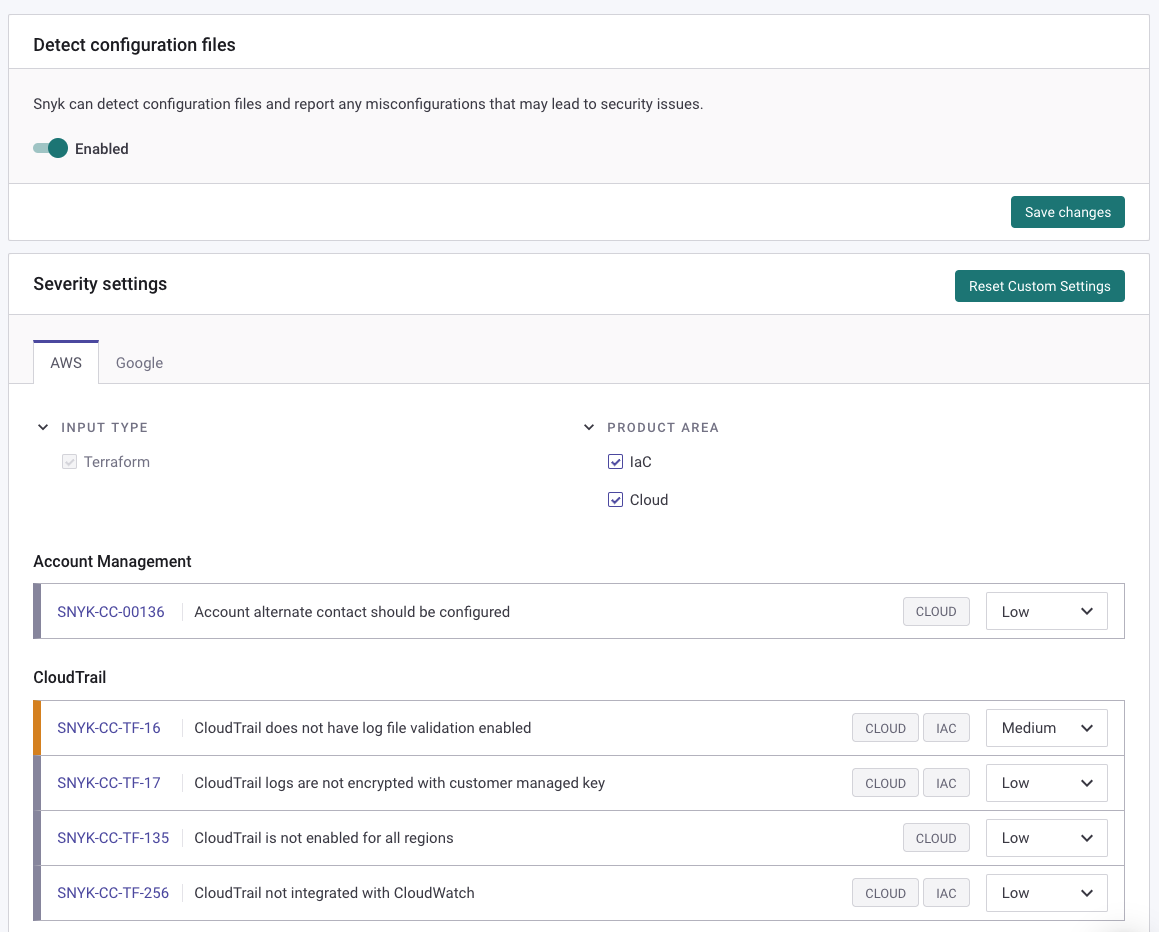 Detect configuration files
Snyk can detect configuration files and report any misconfigurations that may lead to security issues.
Enabled
Save changes
Severity settings
Reset Custom Settings
AWS
Google
INPUT TYPE
Terraform
PRODUCT AREA
IaC
Cloud
Account Management
SNYK-CC-00136 Account alternate contact should be configured CLOUD Low
CloudTrail
SNYK-CC-TF-16 CloudTrail does not have log file validation enabled CLOUD IAC Medium
SNYK-CC-TF-17 CloudTrail logs are not encrypted with customer managed key CLOUD IAC Low
SNYK-CC-TF-135 CloudTrail is not enabled for all regions CLOUD Low
SNYK-CC-TF-256 CloudTrail not integrated with CloudWatch CLOUD IAC Low